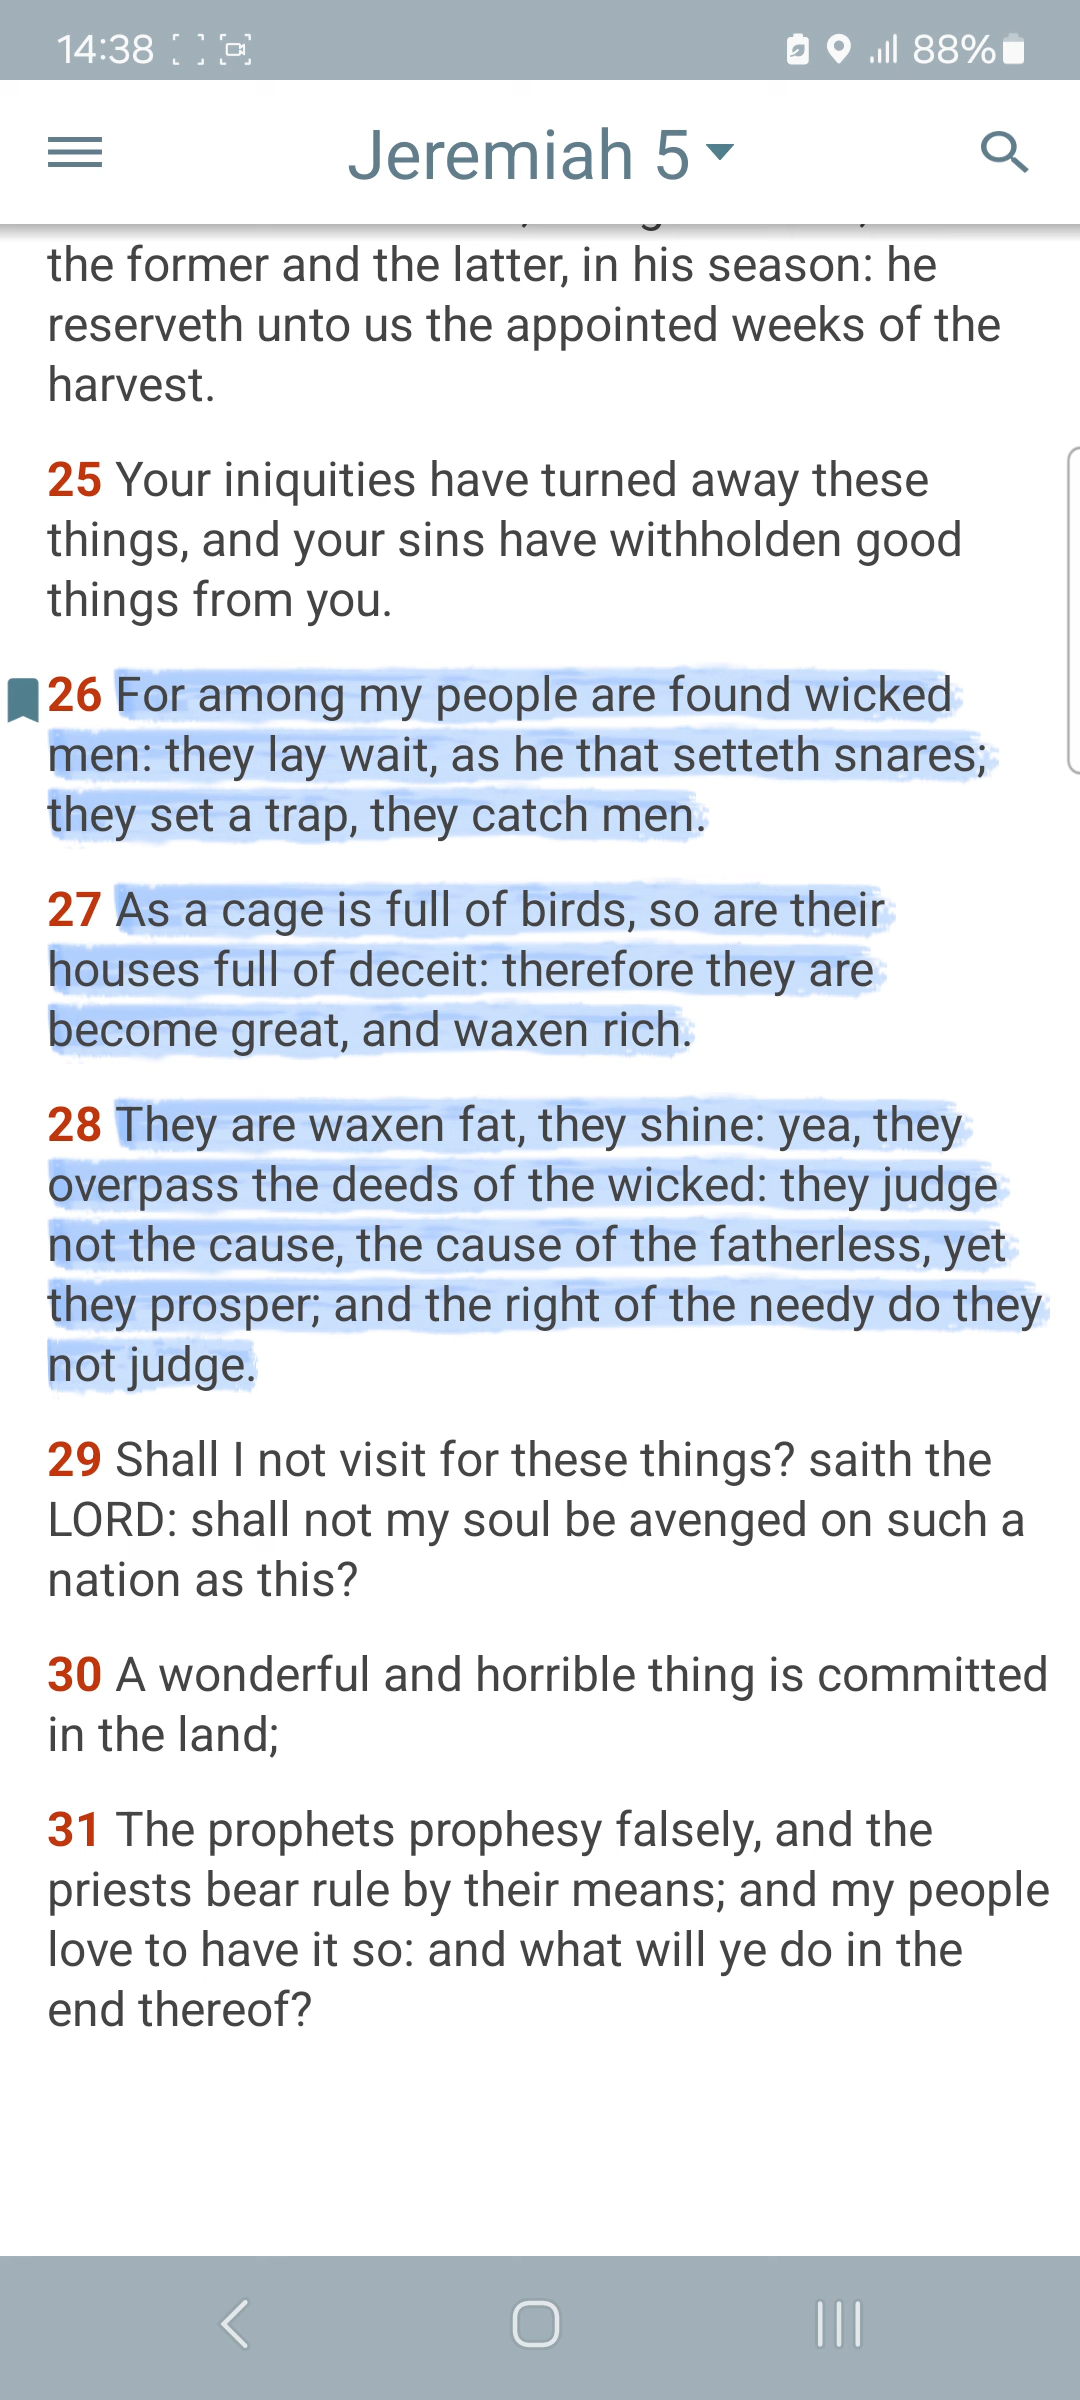 14:38
88%
Jeremiah 5
the former and the latter, in his season: he
reserveth unto us the appointed weeks of the
harvest.
25 Your iniquities have turned away these
things, and your sins have withholden good
things from you.
26 For among my people are found wicked
men: they lay wait, as he that setteth snares;
they set a trap, they catch men.
27 As a cage is full of birds, so are their
houses full of deceit: therefore they are
become great, and waxen rich.
28 They are waxen fat, they shine: yea, they
overpass the deeds of the wicked: they judge
not the cause, the cause of the fatherless, yet
they prosper; and the right of the needy do they
not judge.
29 Shall I not visit for these things? saith the
LORD: shall not my soul be avenged on such a
nation as this?
30 A wonderful and horrible thing is committed
in the land;
31 The prophets prophesy falsely, and the
priests bear rule by their means; and my people
love to have it so: and what will ye do in the
end thereof?